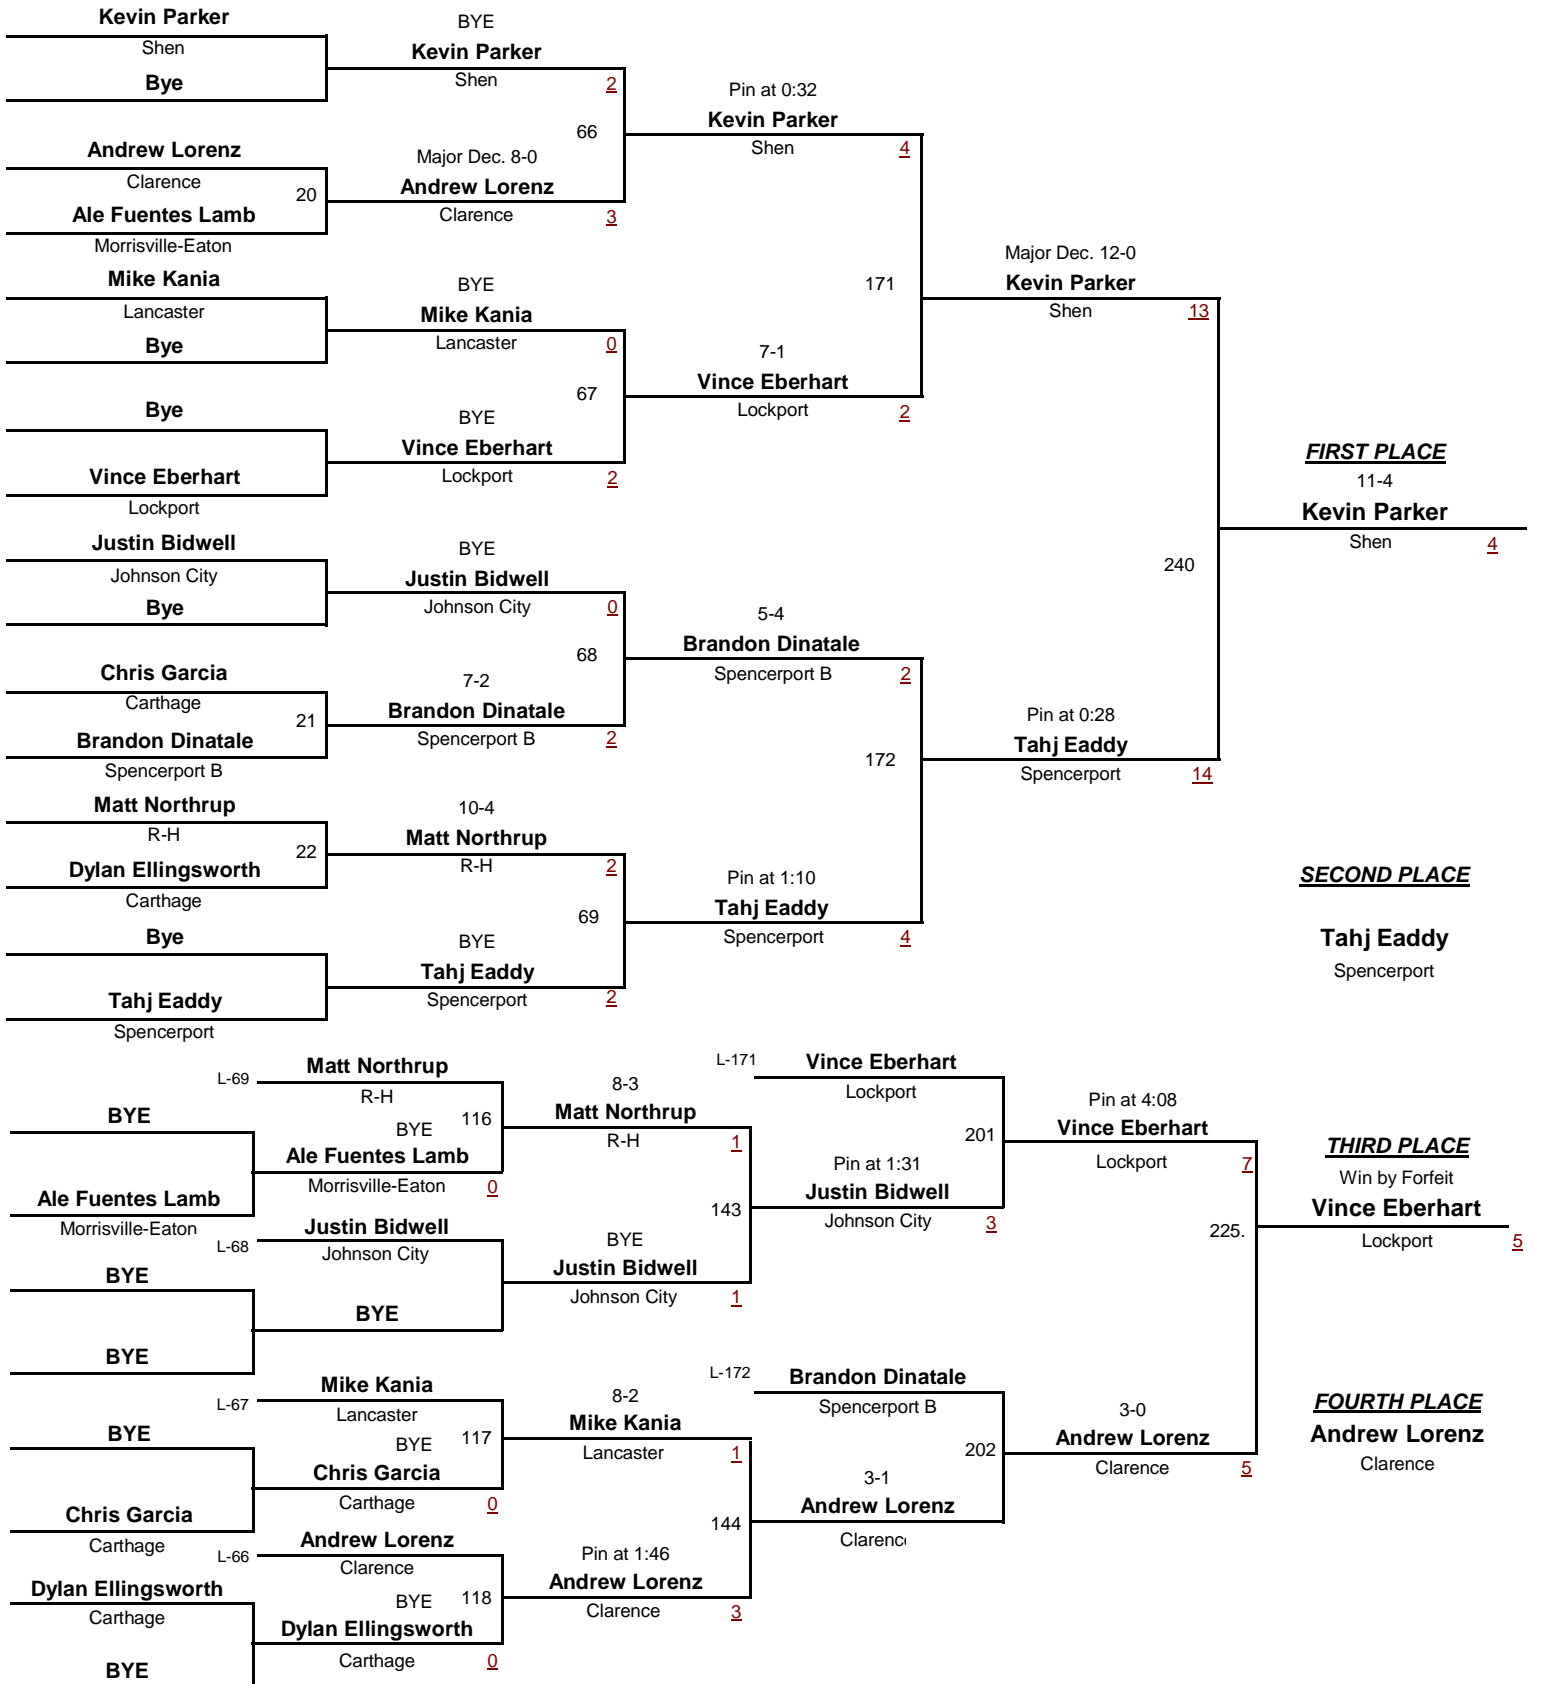 Kevin Parker
Shen
Bye
BYE
Kevin Parker
Shen
2
66
Andrew Lorenz
Clarence
20
Ale Fuentes Lamb
Morrisville-Eaton
Major Dec. 8-0
Andrew Lorenz
Clarence
3
Pin at 0:32
Kevin Parker
Shen
4
Mike Kania
Lancaster
Bye
BYE
Mike Kania
Lancaster
0
67
Bye
Vince Eberhart
Lockport
BYE
Vince Eberhart
Lockport
2
7-1
Vince Eberhart
Lockport
2
171
Major Dec. 12-0
Kevin Parker
Shen
13
Justin Bidwell
Johnson City
Bye
BYE
Justin Bidwell
Johnson City
0
68
Chris Garcia
Carthage
21
Brandon Dinatale
Spencerport B
7-2
Brandon Dinatale
Spencerport B
2
5-4
Brandon Dinatale
Spencerport B
2
172
Matt Northrup
R-H
22
Dylan Ellingsworth
Carthage
10-4
Matt Northrup
R-H
2
69
Bye
Tahj Eaddy
Spencerport
BYE
Tahj Eaddy
Spencerport
2
Pin at 1:10
Tahj Eaddy
Spencerport
4
Pin at 0:28
Tahj Eaddy
Spencerport
14
240
FIRST PLACE
11-4
Kevin Parker
Shen
4
SECOND PLACE
Tahj Eaddy
Spencerport
L-69
Matt Northrup
R-H
116
BYE
BYE
Ale Fuentes Lamb
Morrisville-Eaton
0
Ale Fuentes Lamb
Morrisville-Eaton
8-3
Matt Northrup
R-H
1
143
L-68
Justin Bidwell
Johnson City
BYE
BYE
BYE
BYE
Justin Bidwell
Johnson City
1
L-171
Vince Eberhart
Lockport
201
Pin at 1:31
Justin Bidwell
Johnson City
3
Pin at 4:08
Vince Eberhart
Lockport
7
225.
THIRD PLACE
Win by Forfeit
Vince Eberhart
Lockport
5
L-67
Mike Kania
Lancaster
117
BYE
BYE
Chris Garcia
Carthage
0
Chris Garcia
Carthage
8-2
Mike Kania
Lancaster
1
144
L-66
Andrew Lorenz
Clarence
118
Dylan Ellingsworth
Carthage
BYE
Dylan Ellingsworth
Carthage
0
BYE
Pin at 1:46
Andrew Lorenz
Clarence
3
L-172
Brandon Dinatale
Spencerport B
202
3-1
Andrew Lorenz
Clarenc
3-0
Andrew Lorenz
Clarence
5
FOURTH PLACE
Andrew Lorenz
Clarence